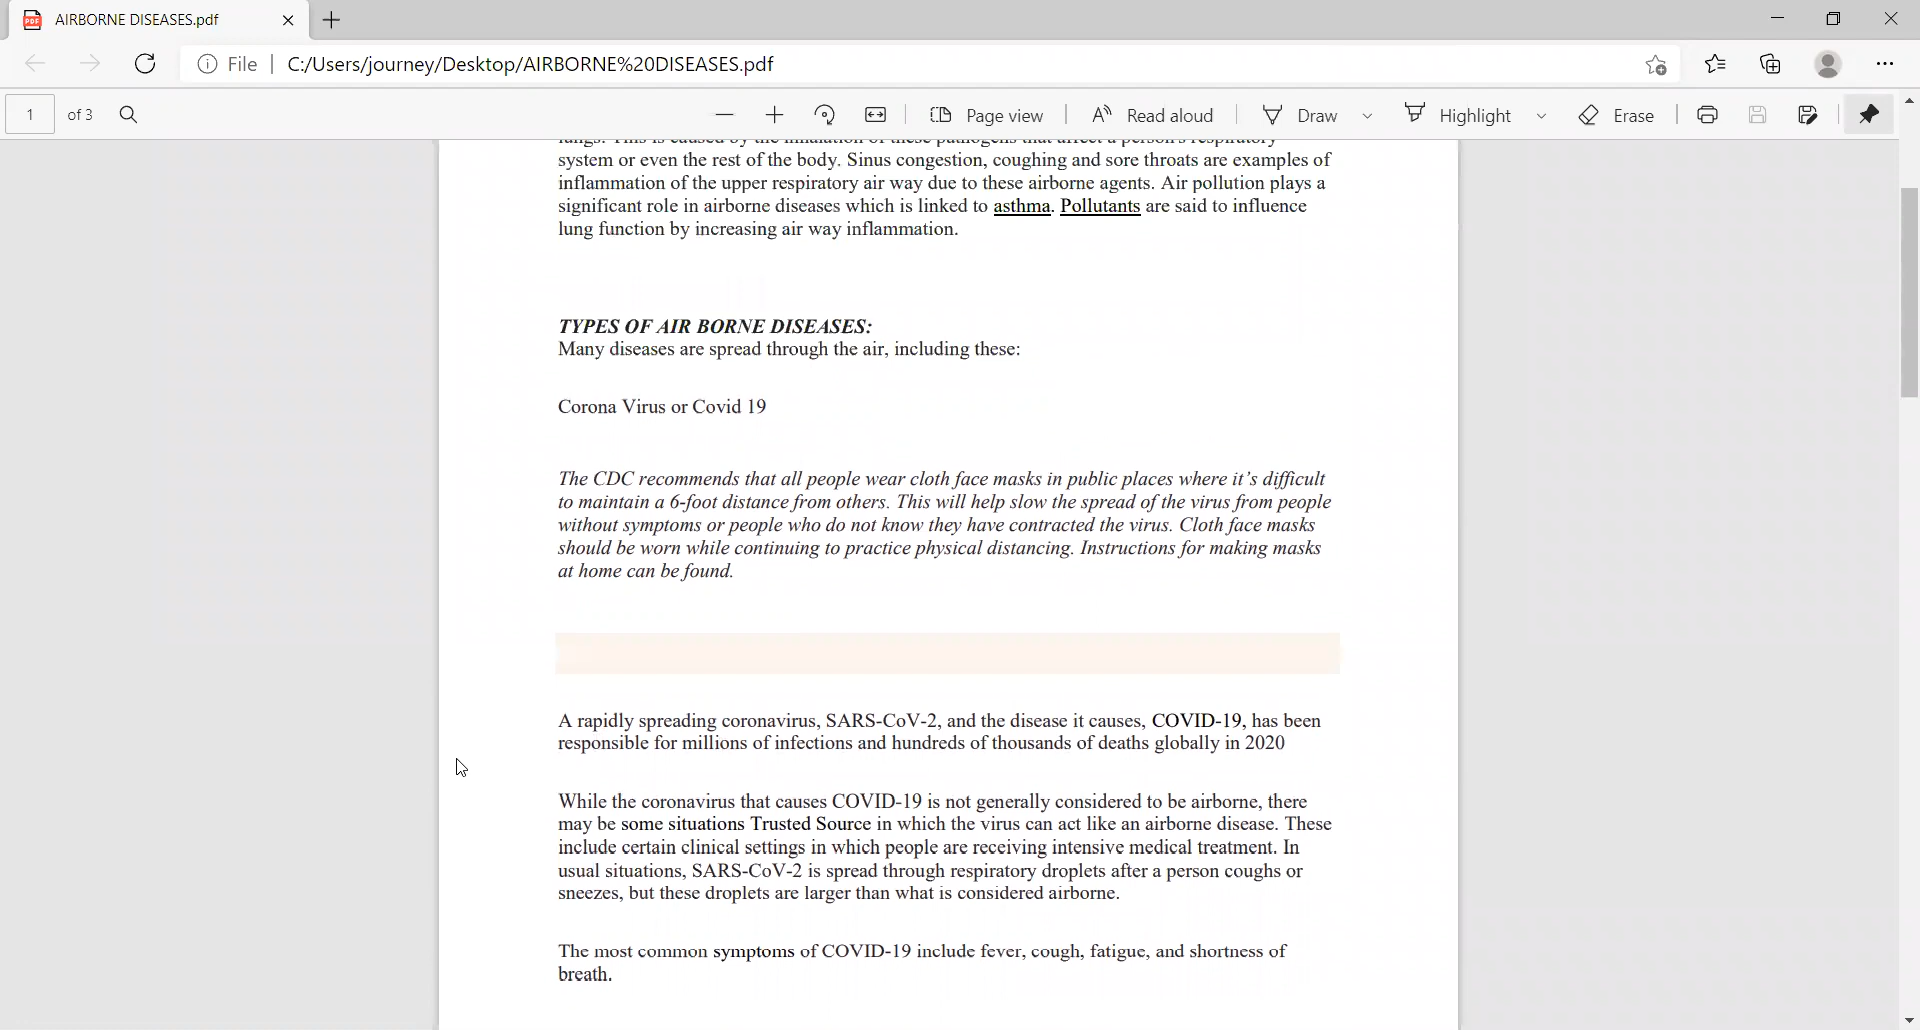 AIRBORNE DISEASES.pdf
File
C:/Users/journey/Desktop/AIRBORNE%20DISEASES.pdf
1 of 3
Page view
Read aloud
Draw
Highlight
Erase
lungs. This is caused by the inhalation of these pathogens that affect a person's respiratory
system or even the rest of the body. Sinus congestion, coughing and sore throats are examples of
inflammation of the upper respiratory air way due to these airborne agents. Air pollution plays a
significant role in airborne diseases which is linked to asthma. Pollutants are said to influence
lung function by increasing air way inflammation.
TYPES OF AIR BORNE DISEASES:
Many diseases are spread through the air, including these:
Corona Virus or Covid 19
The CDC recommends that all people wear cloth face masks in public places where it’s difficult
to maintain a 6-foot distance from others. This will help slow the spread of the virus from people
without symptoms or people who do not know they have contracted the virus. Cloth face masks
should be worn while continuing to practice physical distancing. Instructions for making masks
at home can be found.
A rapidly spreading coronavirus, SARS-CoV-2, and the disease it causes, COVID-19, has been
responsible for millions of infections and hundreds of thousands of deaths globally in 2020
While the coronavirus that causes COVID-19 is not generally considered to be airborne, there
may be some situations Trusted Source in which the virus can act like an airborne disease. These
include certain clinical settings in which people are receiving intensive medical treatment. In
usual situations, SARS-CoV-2 is spread through respiratory droplets after a person coughs or
sneezes, but these droplets are larger than what is considered airborne.
The most common symptoms of COVID-19 include fever, cough, fatigue, and shortness of
breath.